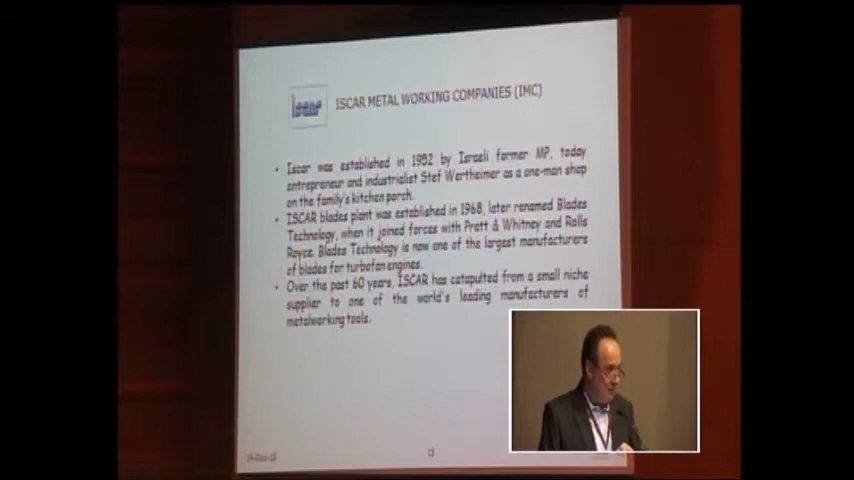 iscar
ISCAR METAL WORKING COMPANIES (IMC)
• Iscar was established in 1952 by Israeli former MP, today
entrepreneur and industrialist Stef Wertheimer as a one-man shop
on the family's kitchen porch.
• ISCAR blades plant was established in 1968, later renamed Blades
Technology, when it joined forces with Pratt & Whitney and Rolls
Royce. Blades Technology is now one of the largest manufacturers
of blades for turbofan engines.
• Over the past 60 years, ISCAR has catapulted from a small niche
supplier to one of the world's leading manufacturers of
metalworking tools.